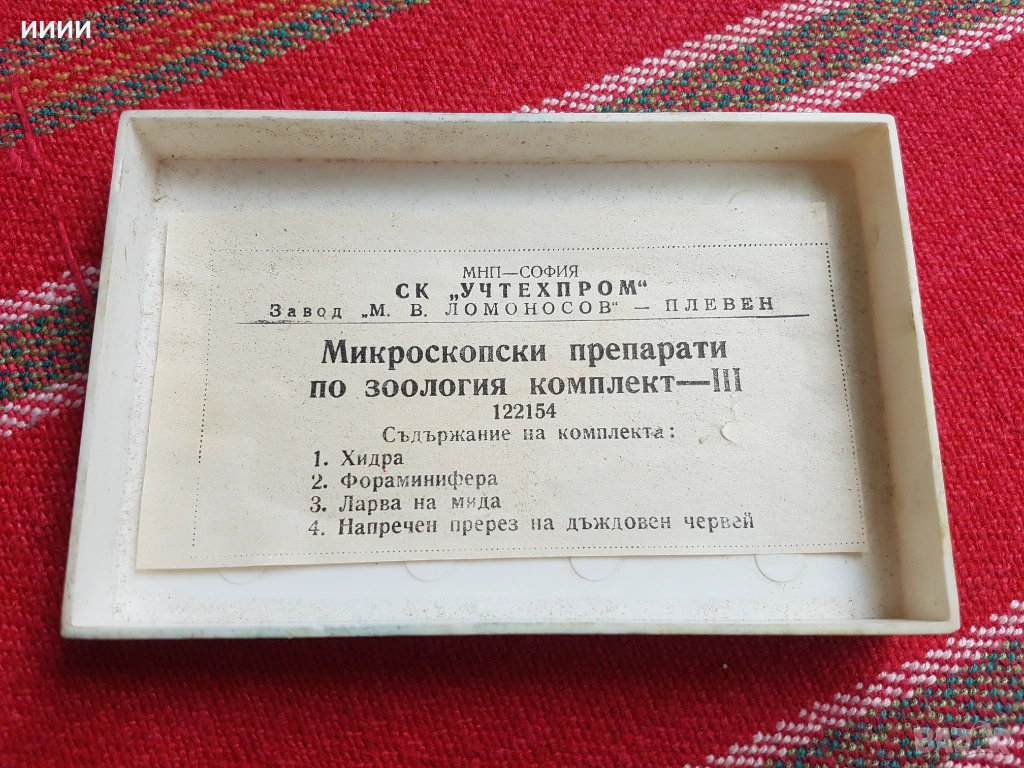 ИИИИ
МНП—СОФИЯ
СК „УЧТЕХПРОМ“
Завод „М. В. ЛОМОНОСОВ“ — ПЛЕВЕН
Микроскопски препарати
по зоология комплект—III
122154
Съдържание на комплекта:
1. Хидра
2. Фораминифера
3. Ларва на мида
4. Напречен пререз на дъждовен червей